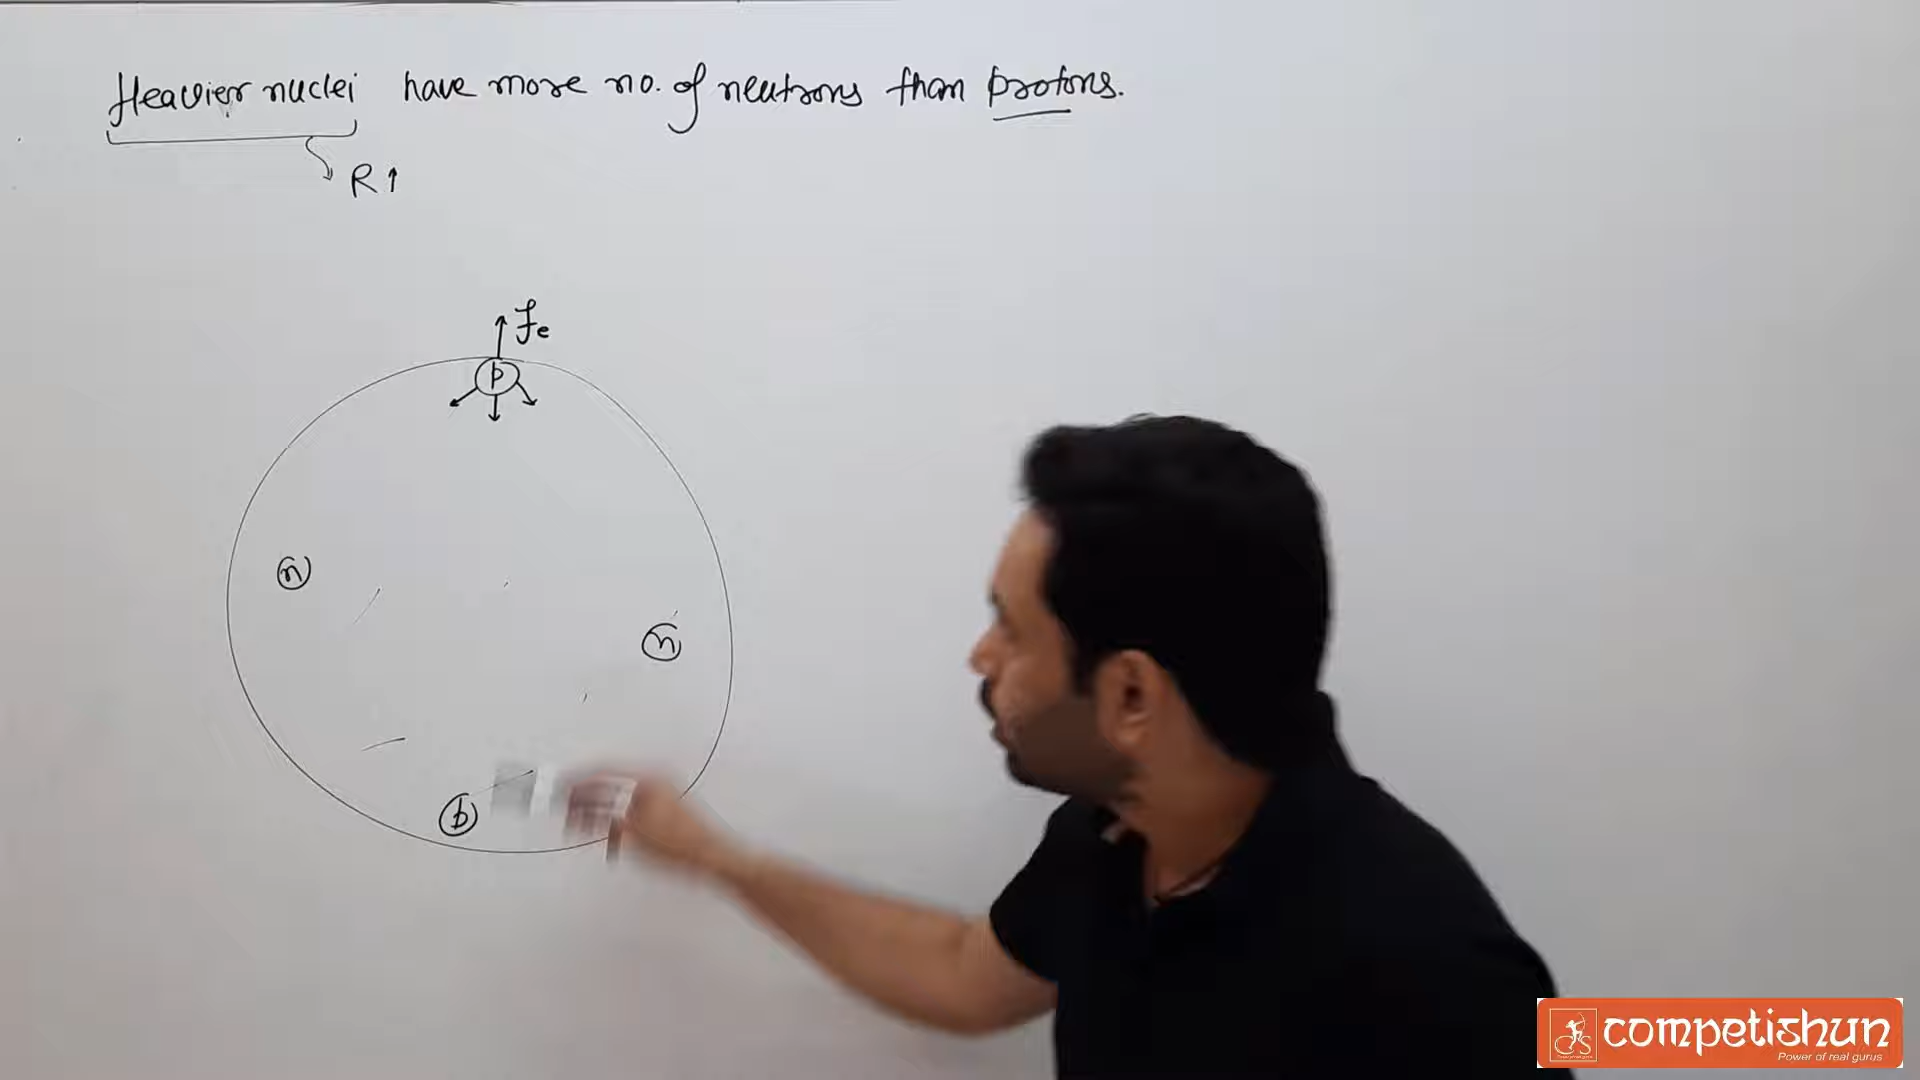 Heavier nuclei have more no. of neutrons than protons.
R↑
fe
p
n
n
p
competishun
Power of real gurus